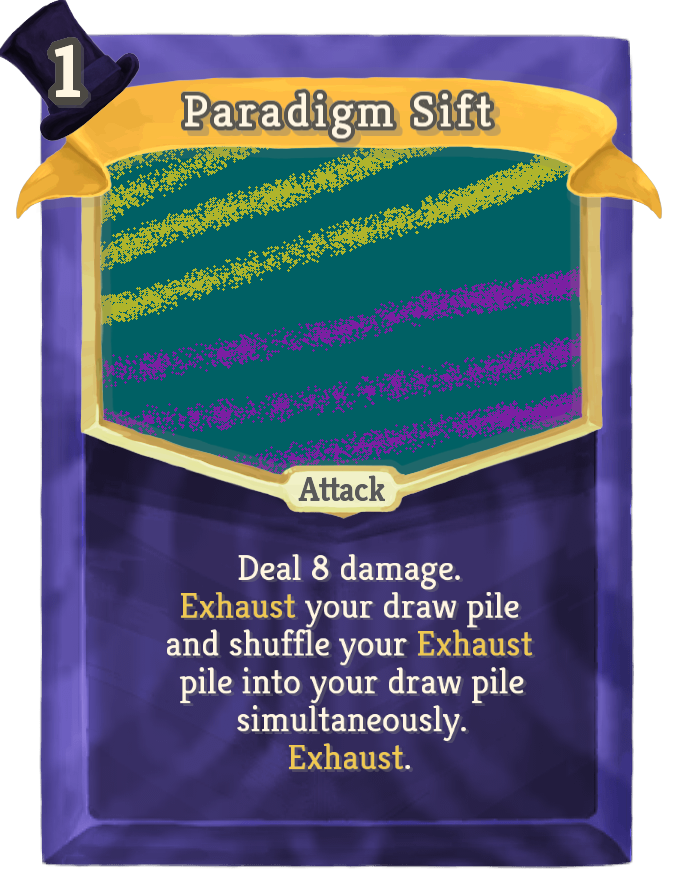 1
Paradigm Sift
Attack
Deal 8 damage.
Exhaust your draw pile
and shuffle your Exhaust
pile into your draw pile
simultaneously.
Exhaust.